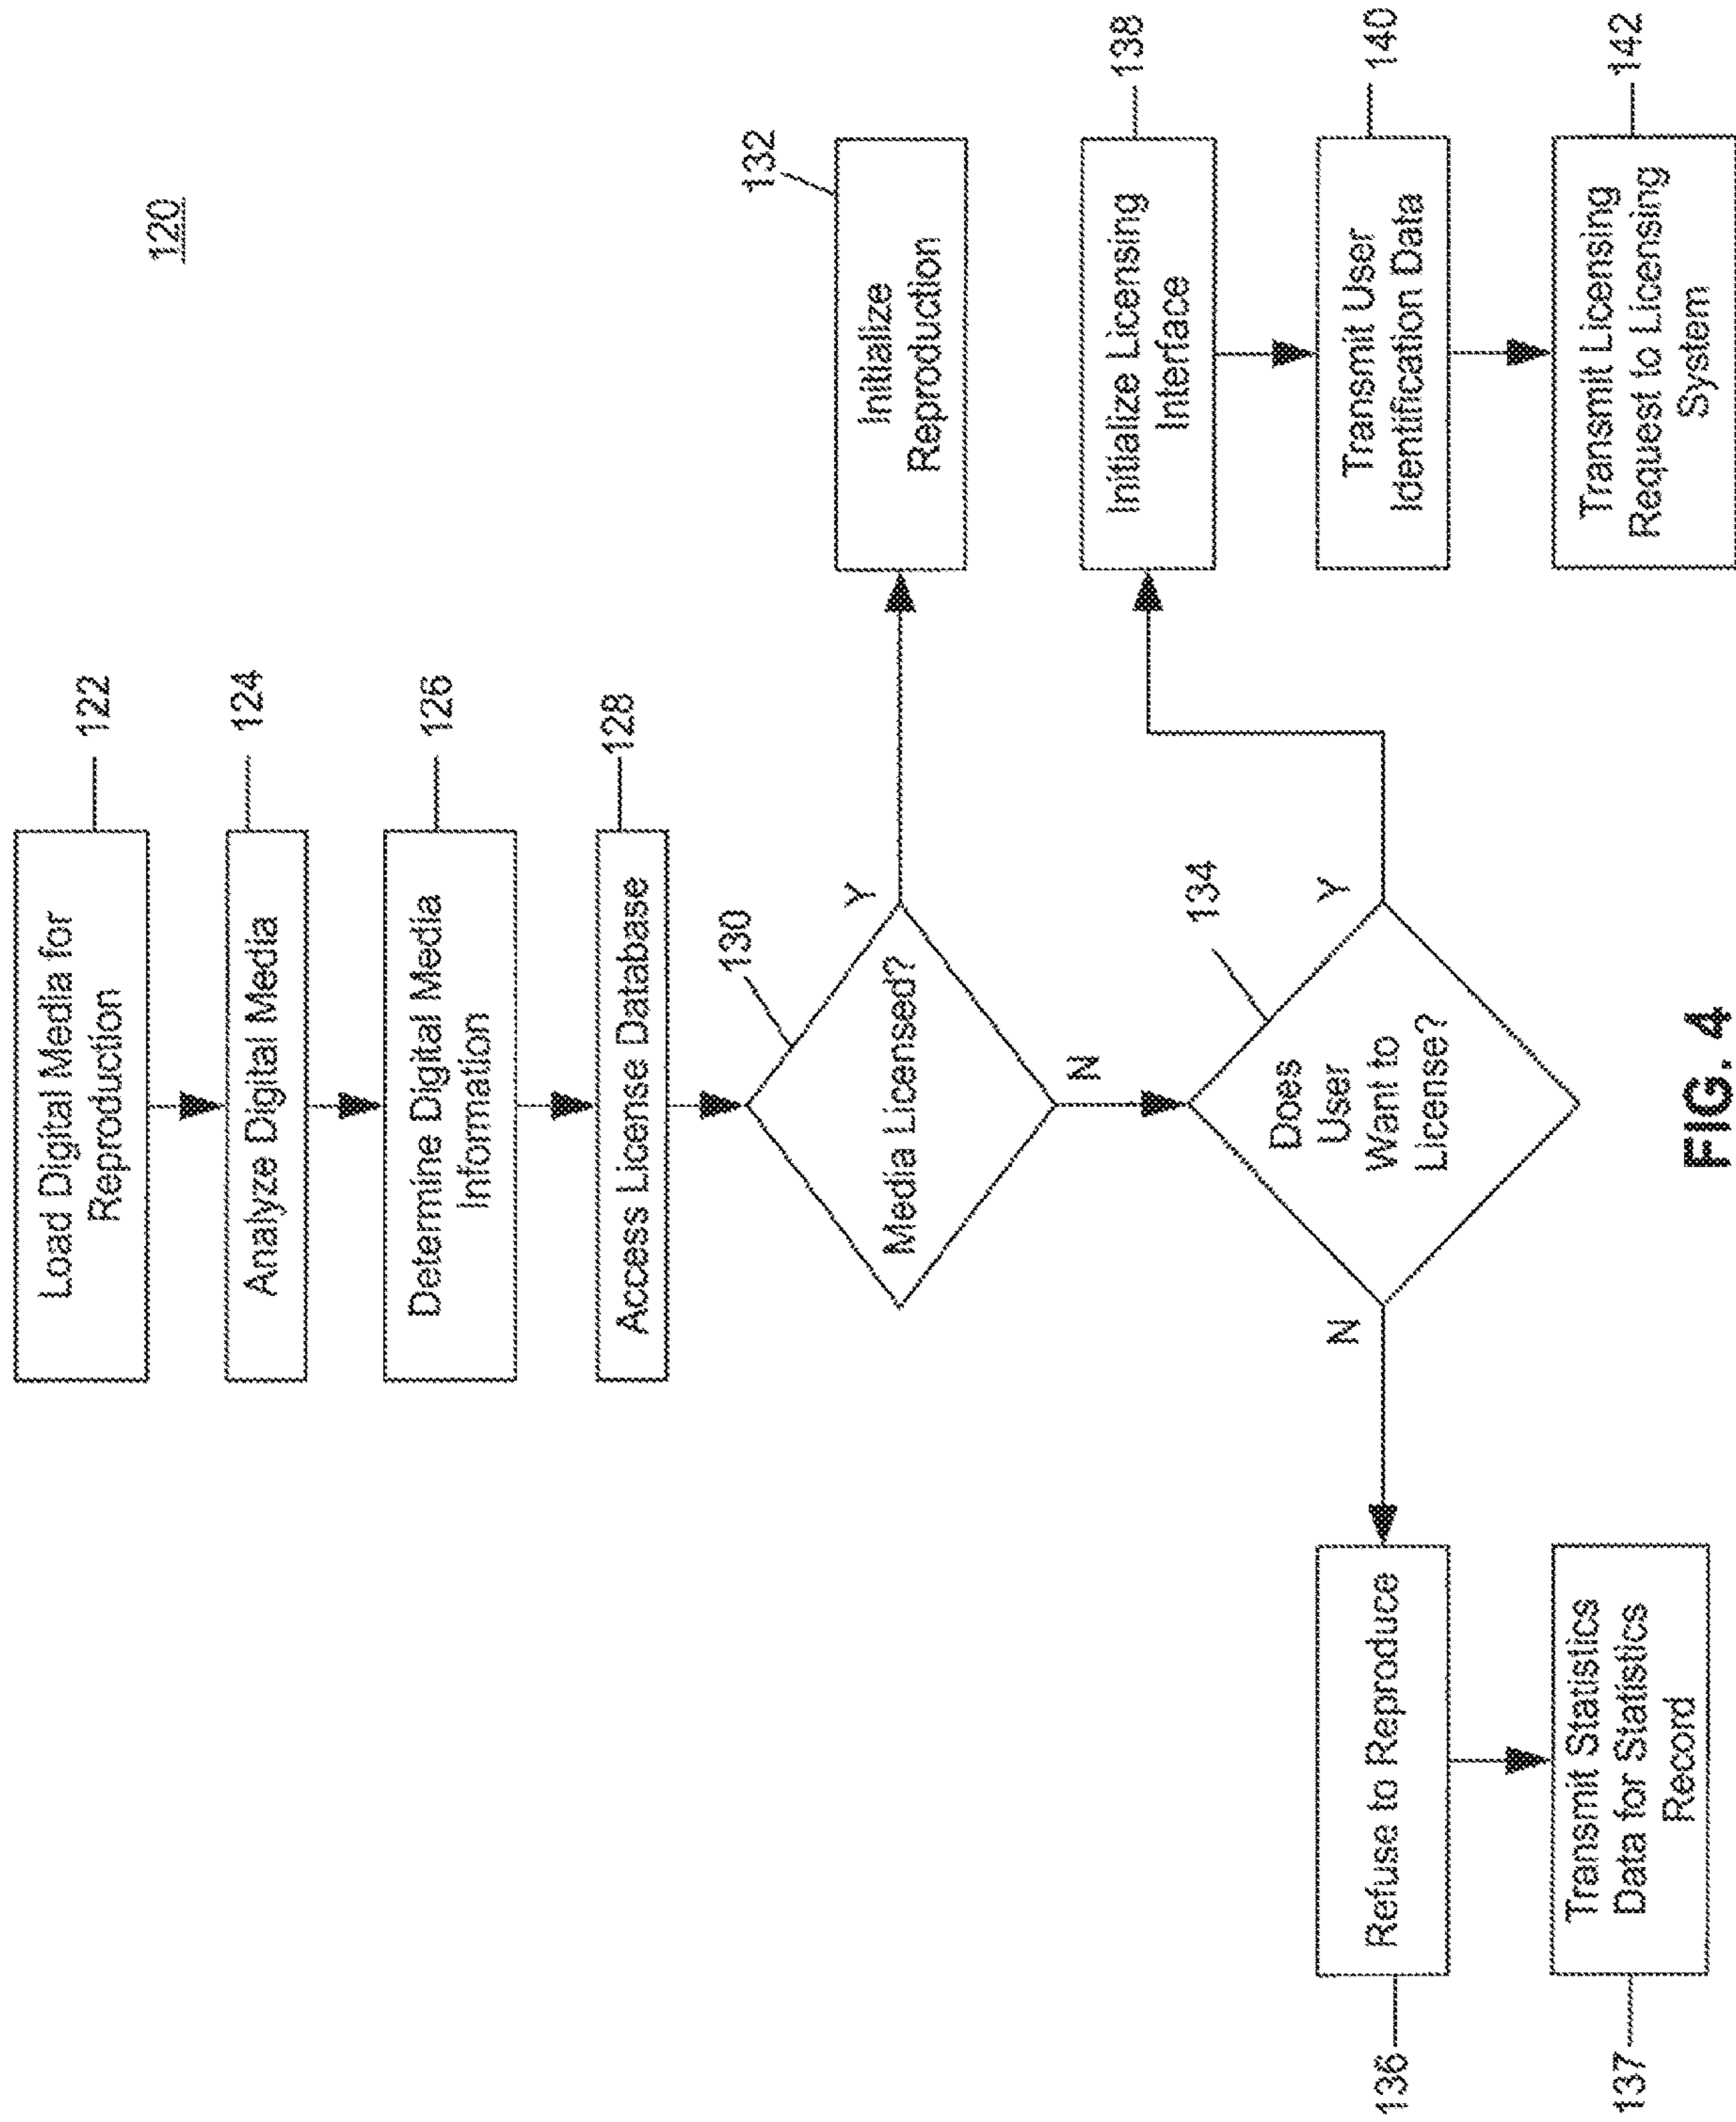 120
Load Digital Media for
Reproduction
122
Analyze Digital Media
124
Determine Digital Media
Information
126
Access License Database
128
Media Licensed?
130
Y
N
Initialize
Reproduction
132
Does
User
Want to
License?
134
Y
N
Initialize Licensing
Interface
138
Transmit User
Identification Data
140
Transmit Licensing
Request to Licensing
System
142
Refuse to Reproduce
136
Transmit Statistics
Data for Statistics
Record
137
FIG. 4